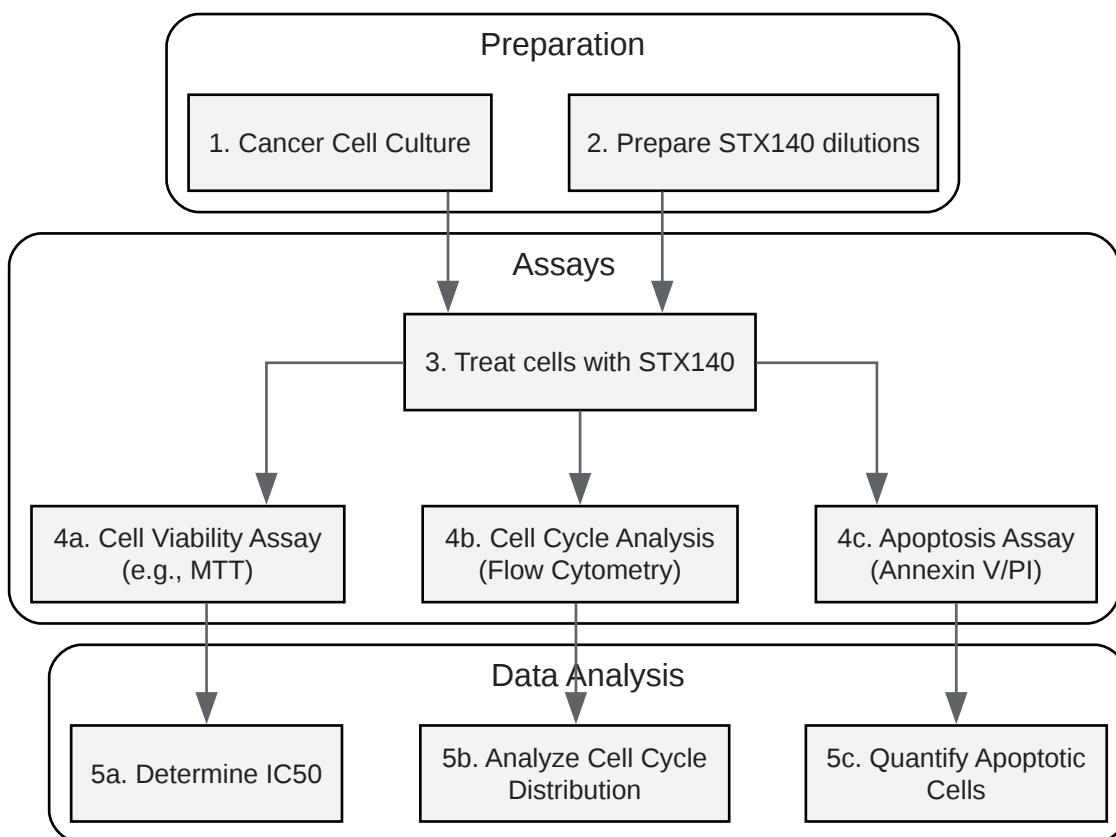 Preparation
1. Cancer Cell Culture
2. Prepare STX140 dilutions
Assays
3. Treat cells with STX140
4a. Cell Viability Assay
(e.g., MTT)
4b. Cell Cycle Analysis
(Flow Cytometry)
4c. Apoptosis Assay
(Annexin V/PI)
Data Analysis
5a. Determine IC50
5b. Analyze Cell Cycle
Distribution
5c. Quantify Apoptotic
Cells